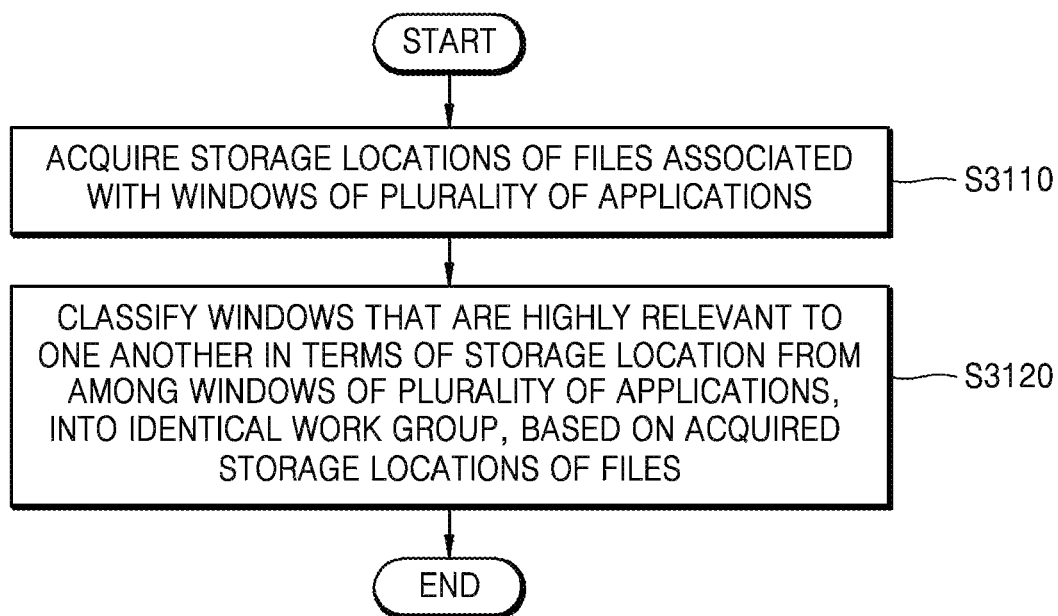 START
ACQUIRE STORAGE LOCATIONS OF FILES ASSOCIATED
WITH WINDOWS OF PLURALITY OF APPLICATIONS
S3110
CLASSIFY WINDOWS THAT ARE HIGHLY RELEVANT TO
ONE ANOTHER IN TERMS OF STORAGE LOCATION FROM
AMONG WINDOWS OF PLURALITY OF APPLICATIONS,
INTO IDENTICAL WORK GROUP, BASED ON ACQUIRED
STORAGE LOCATIONS OF FILES
S3120
END